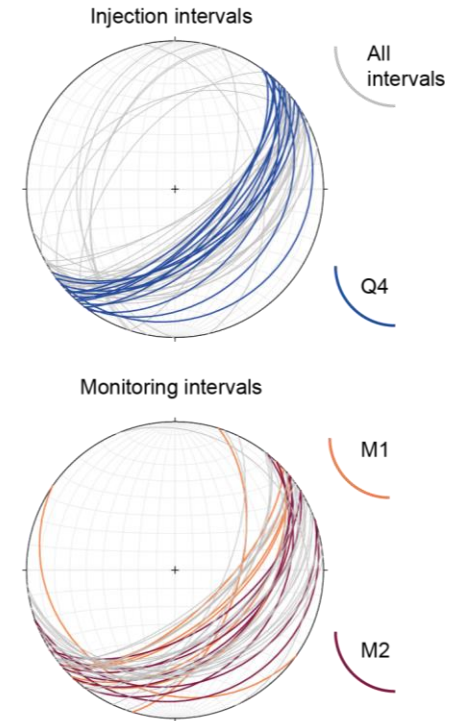 Injection intervals
All
intervals
Q4
Monitoring intervals
M1
M2